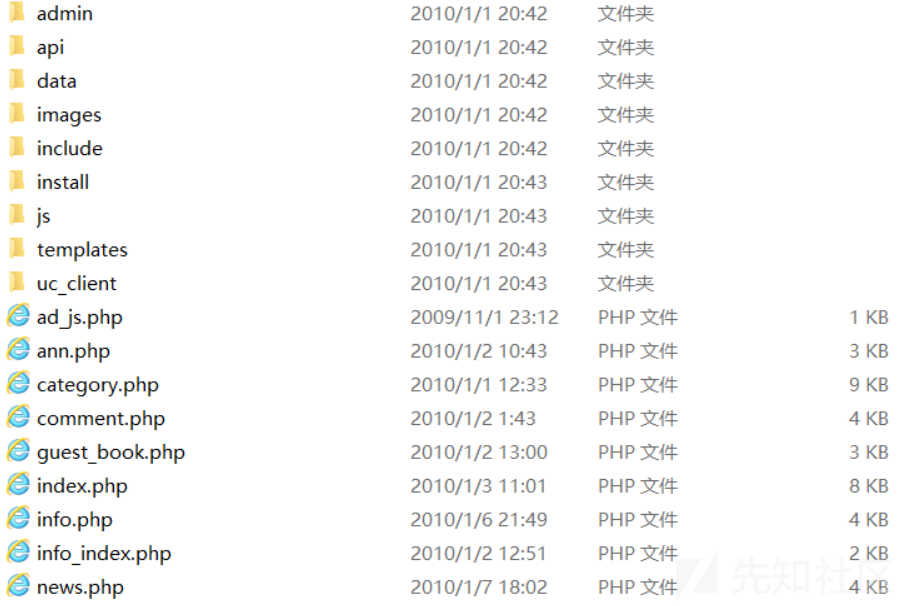 admin 2010/1/1 20:42 文件夹
api 2010/1/1 20:42 文件夹
data 2010/1/1 20:42 文件夹
images 2010/1/1 20:42 文件夹
include 2010/1/1 20:42 文件夹
install 2010/1/1 20:43 文件夹
js 2010/1/1 20:43 文件夹
templates 2010/1/1 20:43 文件夹
uc_client 2010/1/1 20:43 文件夹
ad_js.php 2009/11/1 23:12 PHP 文件 1 KB
ann.php 2010/1/2 10:43 PHP 文件 3 KB
category.php 2010/1/1 12:33 PHP 文件 9 KB
comment.php 2010/1/2 1:43 PHP 文件 4 KB
guest_book.php 2010/1/2 13:00 PHP 文件 3 KB
index.php 2010/1/3 11:01 PHP 文件 8 KB
info.php 2010/1/6 21:49 PHP 文件 4 KB
info_index.php 2010/1/2 12:51 PHP 文件 2 KB
news.php 2010/1/7 18:02 PHP 文件 4 KB
先知社区